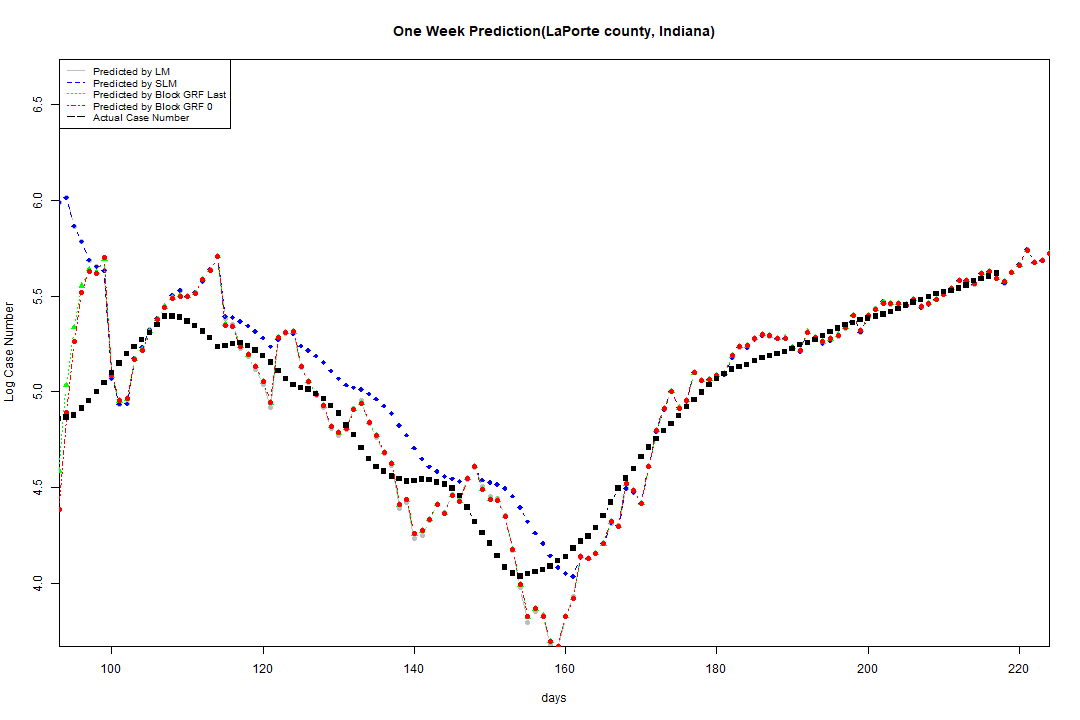 One Week Prediction(LaPorte county, Indiana)
Predicted by LM
Predicted by SLM
Predicted by Block GRF Last
Predicted by Block GRF 0
Actual Case Number
Log Case Number
6.5
6.0
5.5
5.0
4.5
4.0
100 120 140 160 180 200 220
days